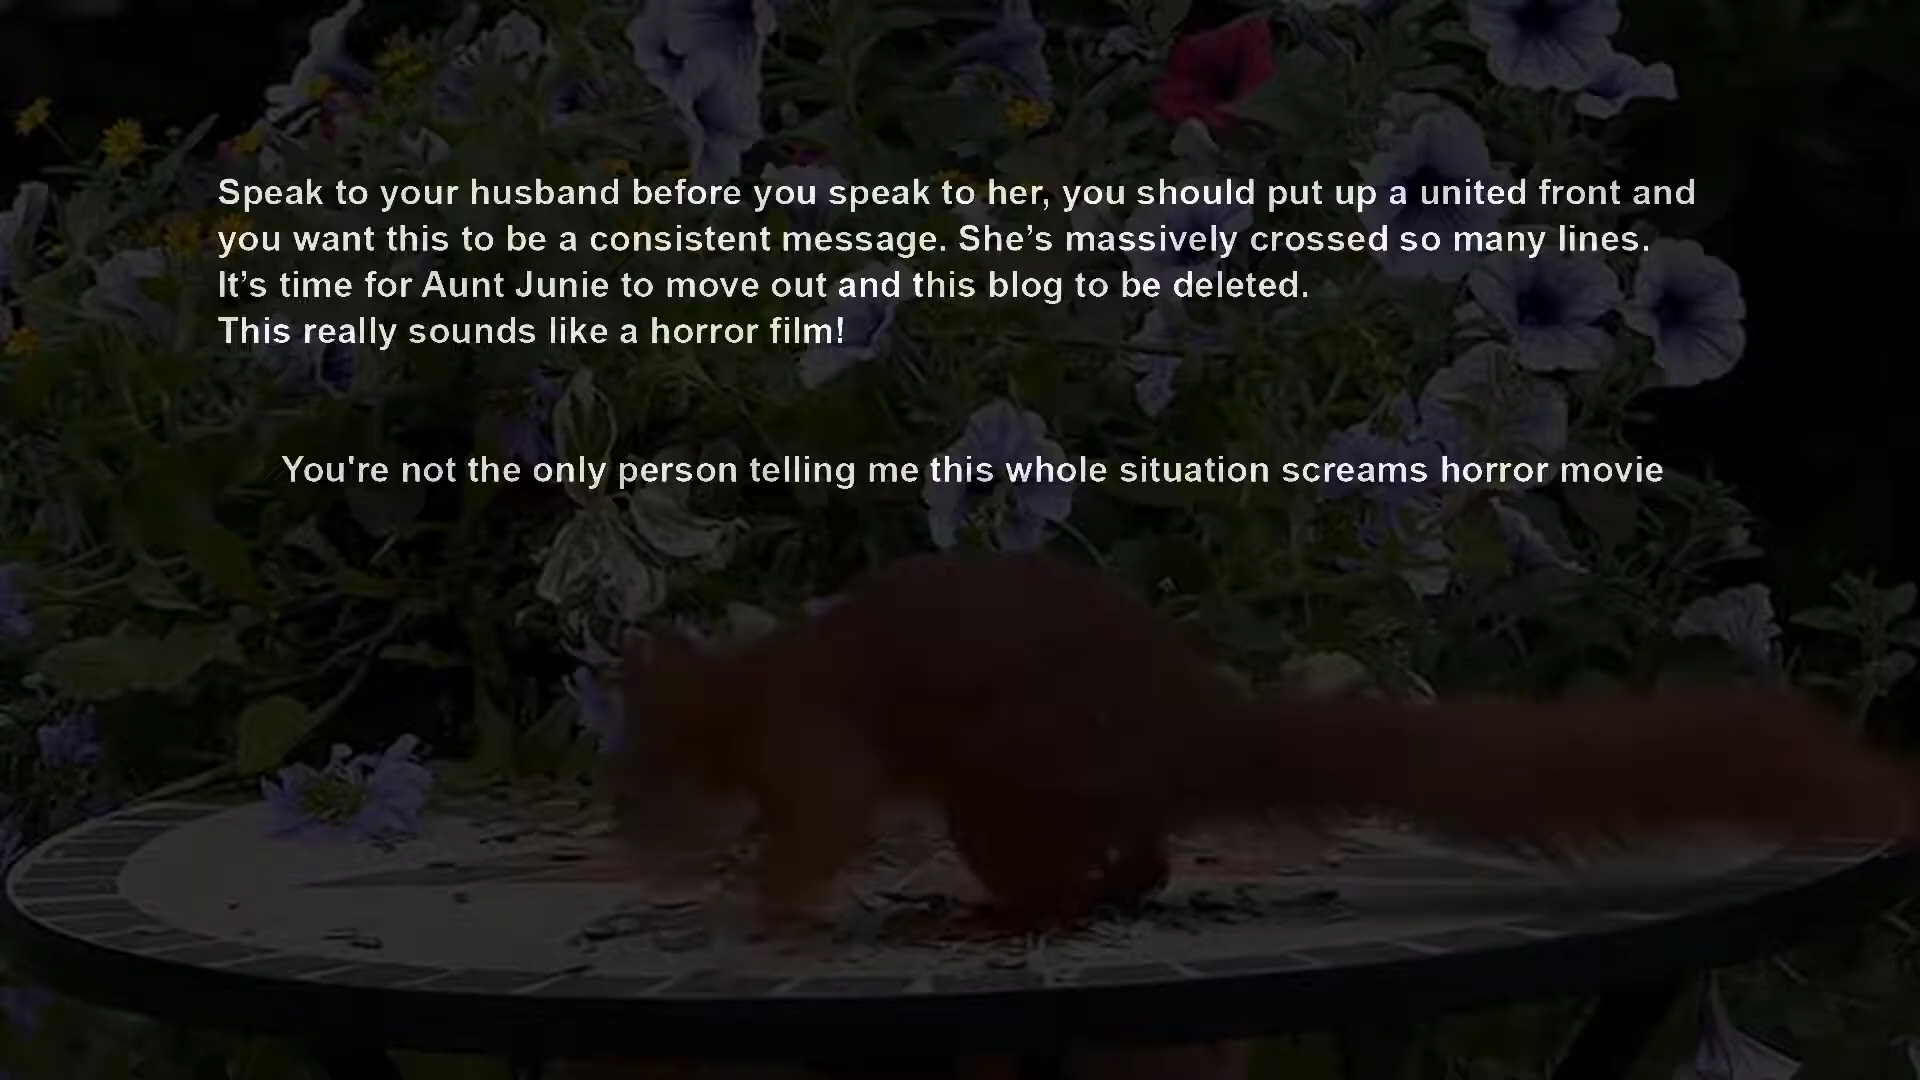 Speak to your husband before you speak to her, you should put up a united front and
you want this to be a consistent message. She’s massively crossed so many lines.
It’s time for Aunt Junie to move out and this blog to be deleted.
This really sounds like a horror film!
You're not the only person telling me this whole situation screams horror movie